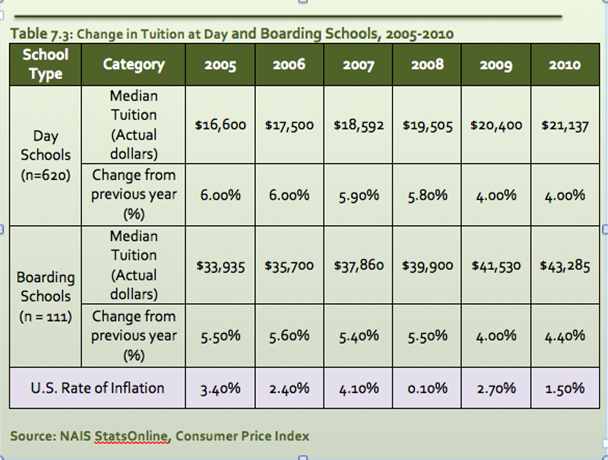 Table 7.3: Change in Tuition at Day and Boarding Schools, 2005-2010
School Type Category 2005 2006 2007 2008 2009 2010
Day Schools (n=620)
Median Tuition (Actual dollars) $16,600 $17,500 $18,592 $19,505 $20,400 $21,137
Change from previous year (%) 6.00% 6.00% 5.90% 5.80% 4.00% 4.00%
Boarding Schools (n = 111)
Median Tuition (Actual dollars) $33,935 $35,700 $37,860 $39,900 $41,530 $43,285
Change from previous year (%) 5.50% 5.60% 5.40% 5.50% 4.00% 4.40%
U.S. Rate of Inflation 3.40% 2.40% 4.10% 0.10% 2.70% 1.50%
Source: NAIS StatsOnline, Consumer Price Index